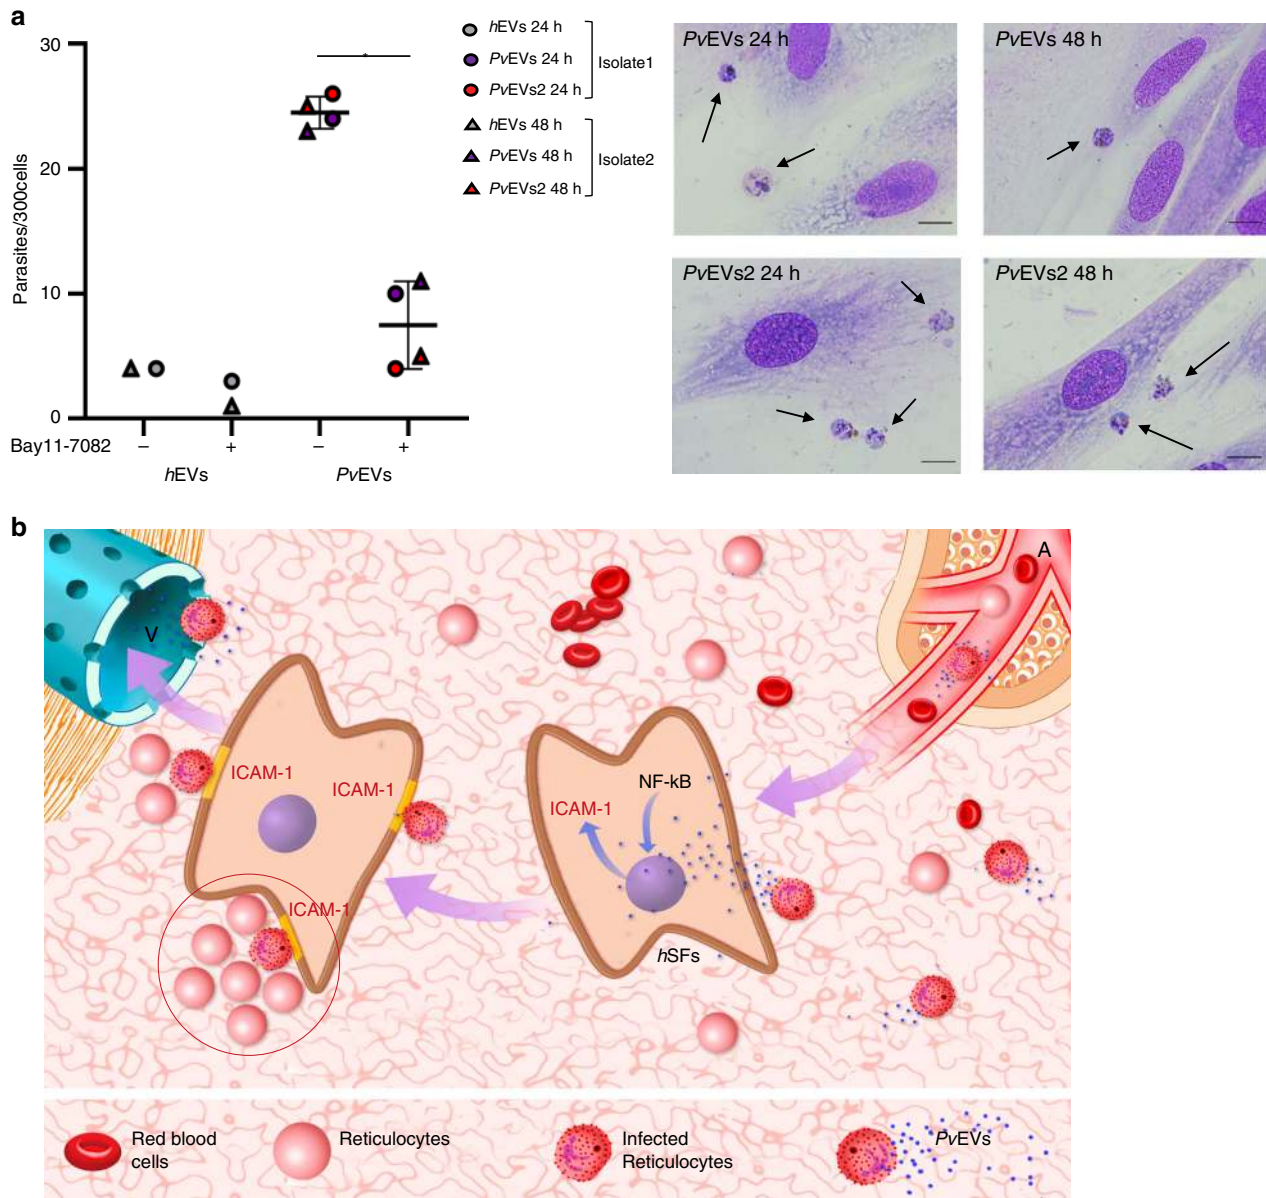 a
30
20
10
0
Parasites/300cells
Bay11-7082
–
+
–
+
hEVs
PvEVs
*
hEVs 24 h
PvEVs 24 h
PvEVs2 24 h
Isolate1
hEVs 48 h
PvEVs 48 h
PvEVs2 48 h
Isolate2
PvEVs 24 h
PvEVs 48 h
PvEVs2 24 h
PvEVs2 48 h
b
A
V
ICAM-1
ICAM-1
ICAM-1
NF-kB
ICAM-1
hSFs
Red blood
cells
Reticulocytes
Infected
Reticulocytes
PvEVs